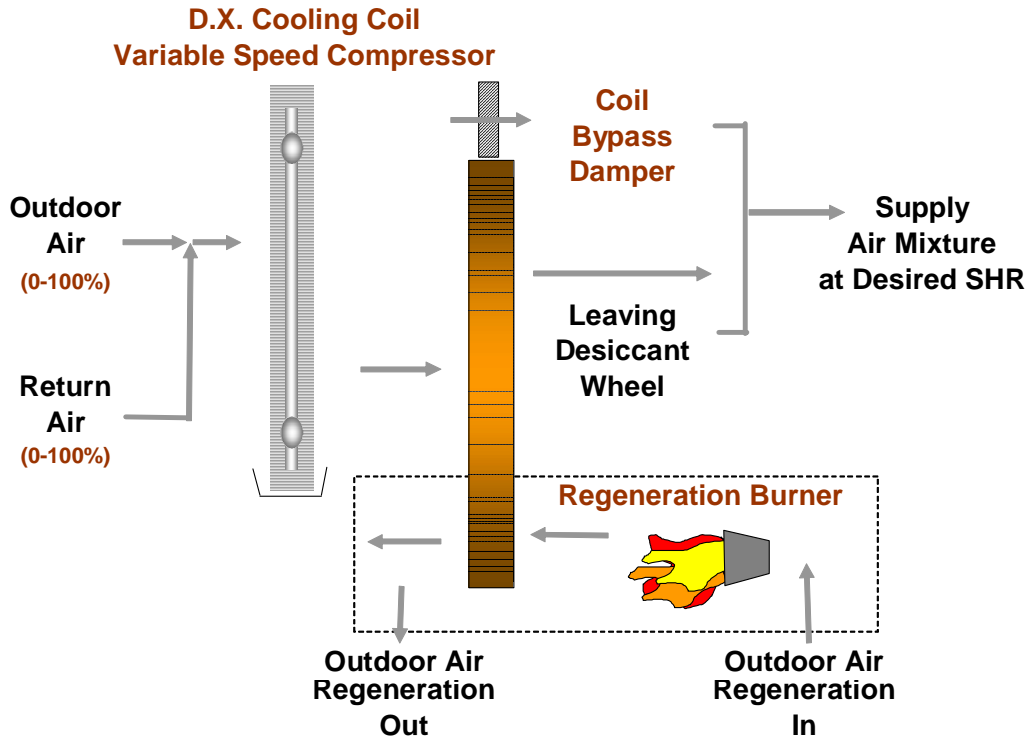 D.X. Cooling Coil
Variable Speed Compressor
Coil
Bypass
Damper
Outdoor
Air
(0-100%)
Supply
Air Mixture
at Desired SHR
Leaving
Desiccant
Wheel
Return
Air
(0-100%)
Regeneration Burner
Outdoor Air
Regeneration
Out
Outdoor Air
Regeneration
In